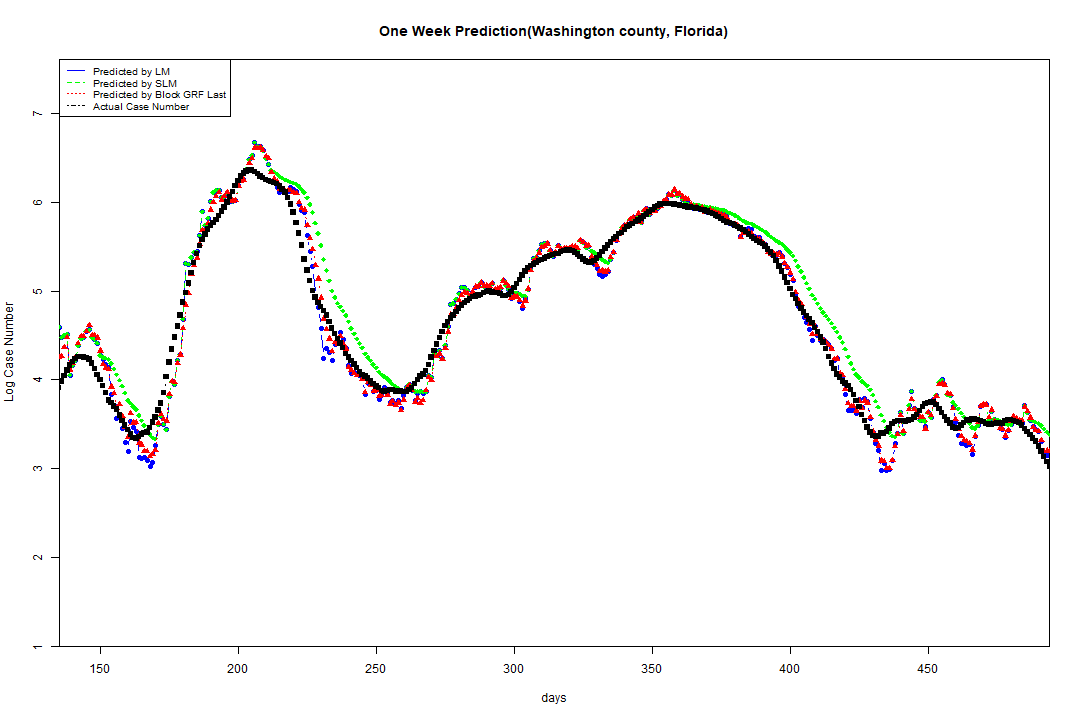 One Week Prediction(Washington county, Florida)
Predicted by LM
Predicted by SLM
Predicted by Block GRF Last
Actual Case Number
7
6
5
4
3
2
1
Log Case Number
150 200 250 300 350 400 450
days